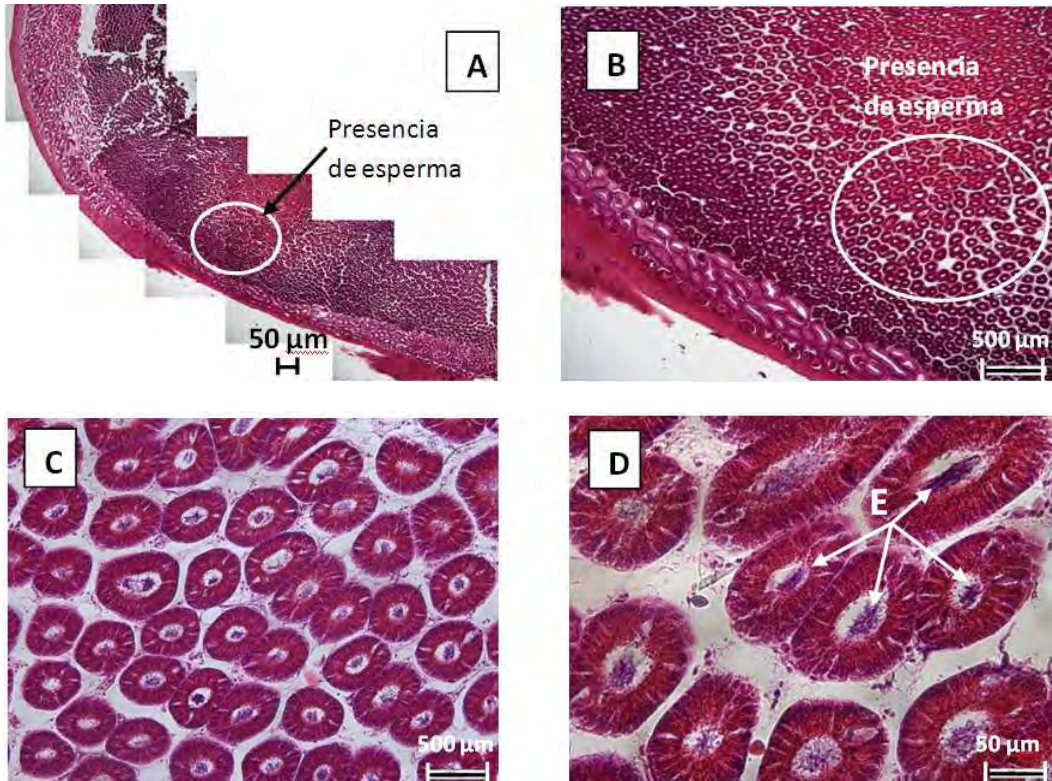 A
Presencia
de esperma
50 µm
B
Presencia
de esperma
500 µm
C
500 µm
D
E
50 µm